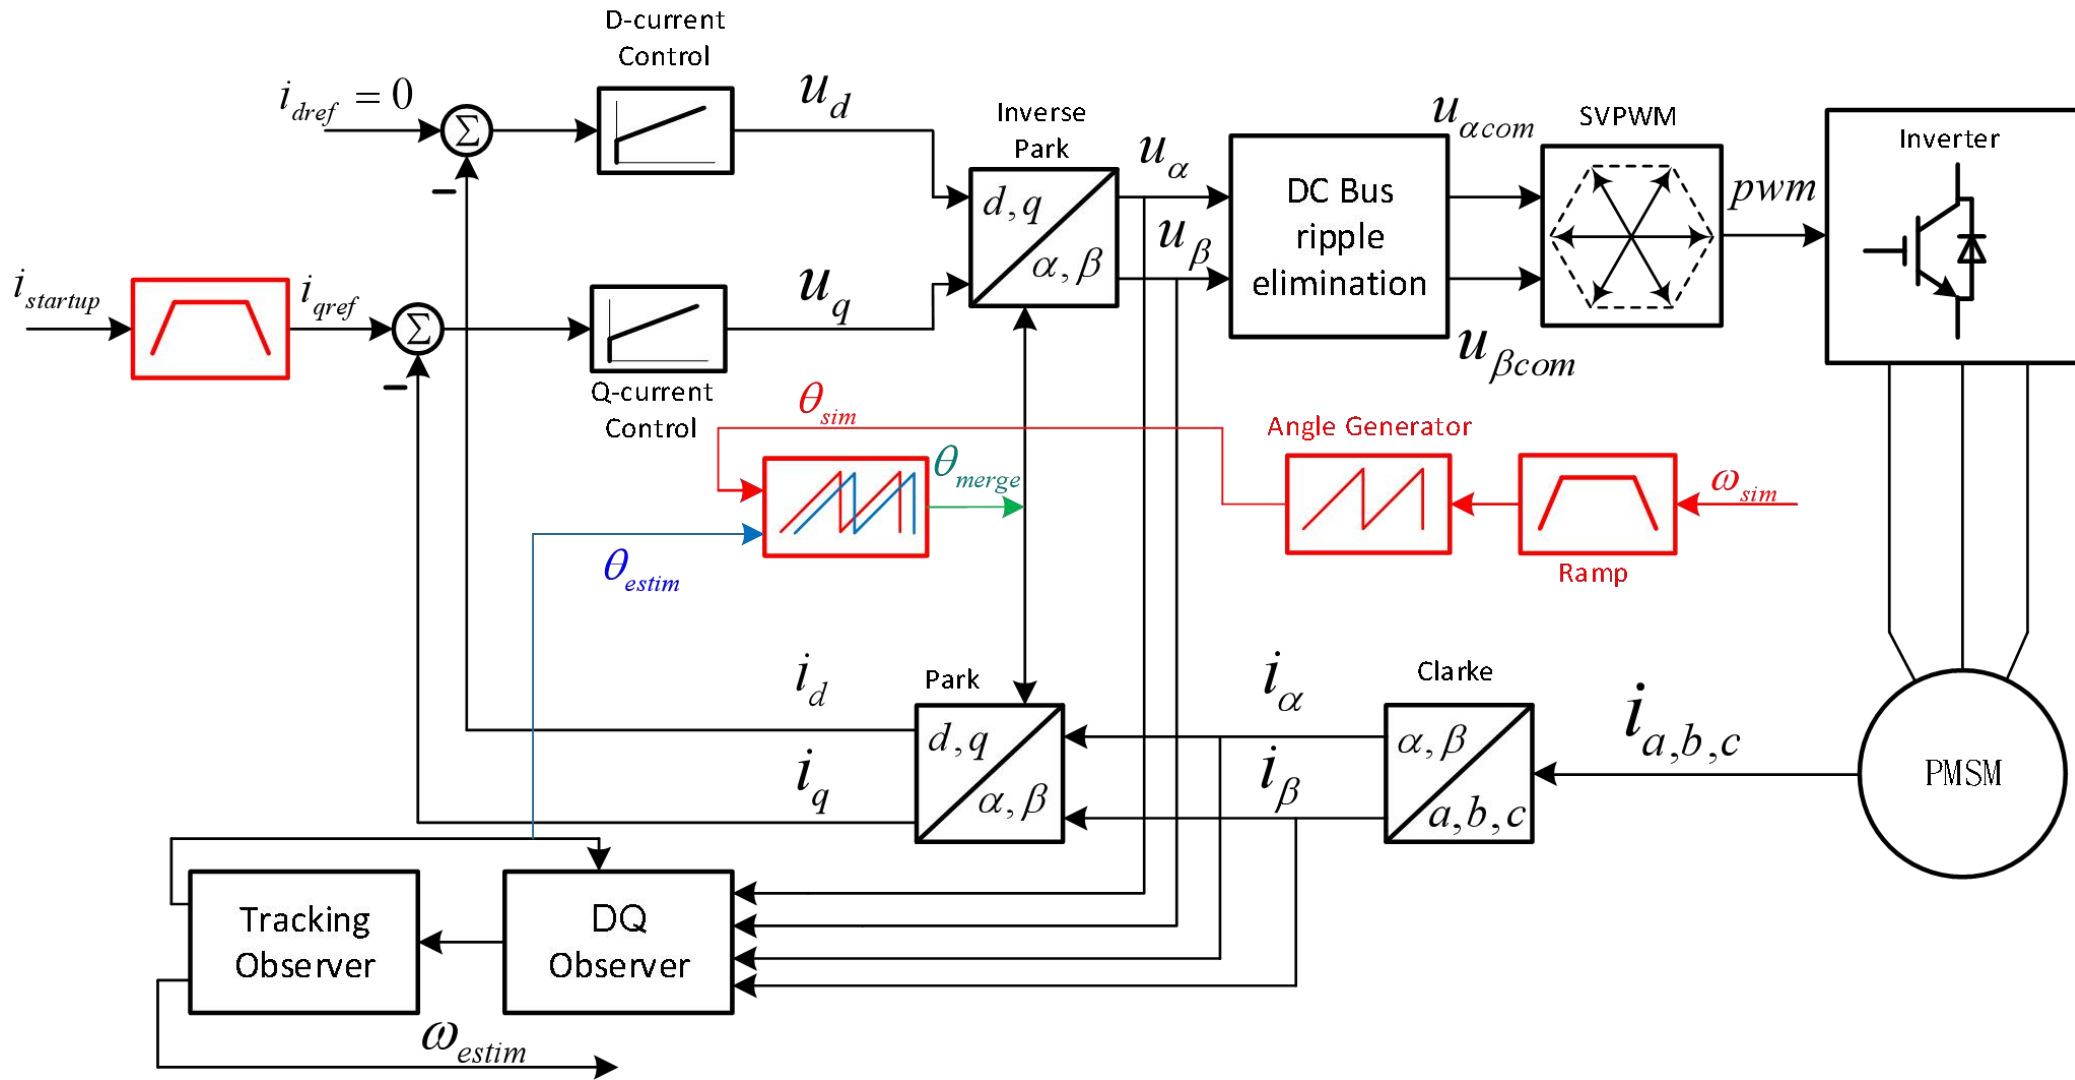 D-current
Control
i_dref = 0
Σ
−
u_d
Inverse
Park
d,q
α, β
u_α
u_β
DC Bus
ripple
elimination
u_αcom
u_βcom
SVPWM
pwm
Inverter
i_startup
i_qref
Σ
−
Q-current
Control
u_q
θ_sim
θ_merge
θ_estim
Angle Generator
ω_sim
Ramp
i_d
i_q
Park
d,q
α, β
i_α
i_β
Clarke
α, β
a,b,c
i_a,b,c
PMSM
Tracking
Observer
DQ
Observer
ω_estim